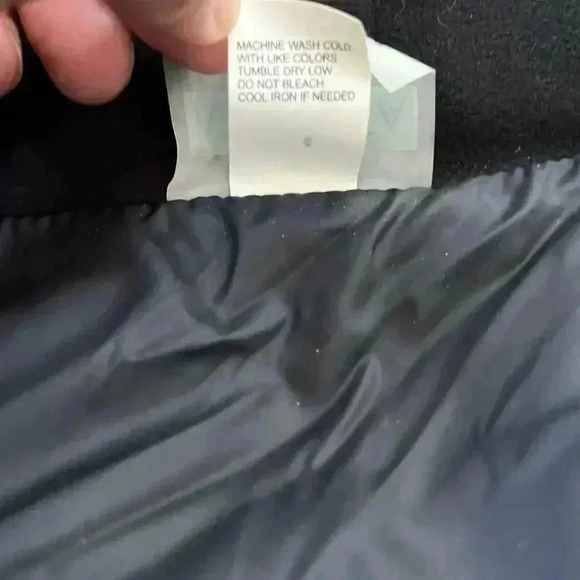 MACHINE WASH COLD
WITH LIKE COLORS
TUMBLE DRY LOW
DO NOT BLEACH
COOL IRON IF NEEDED